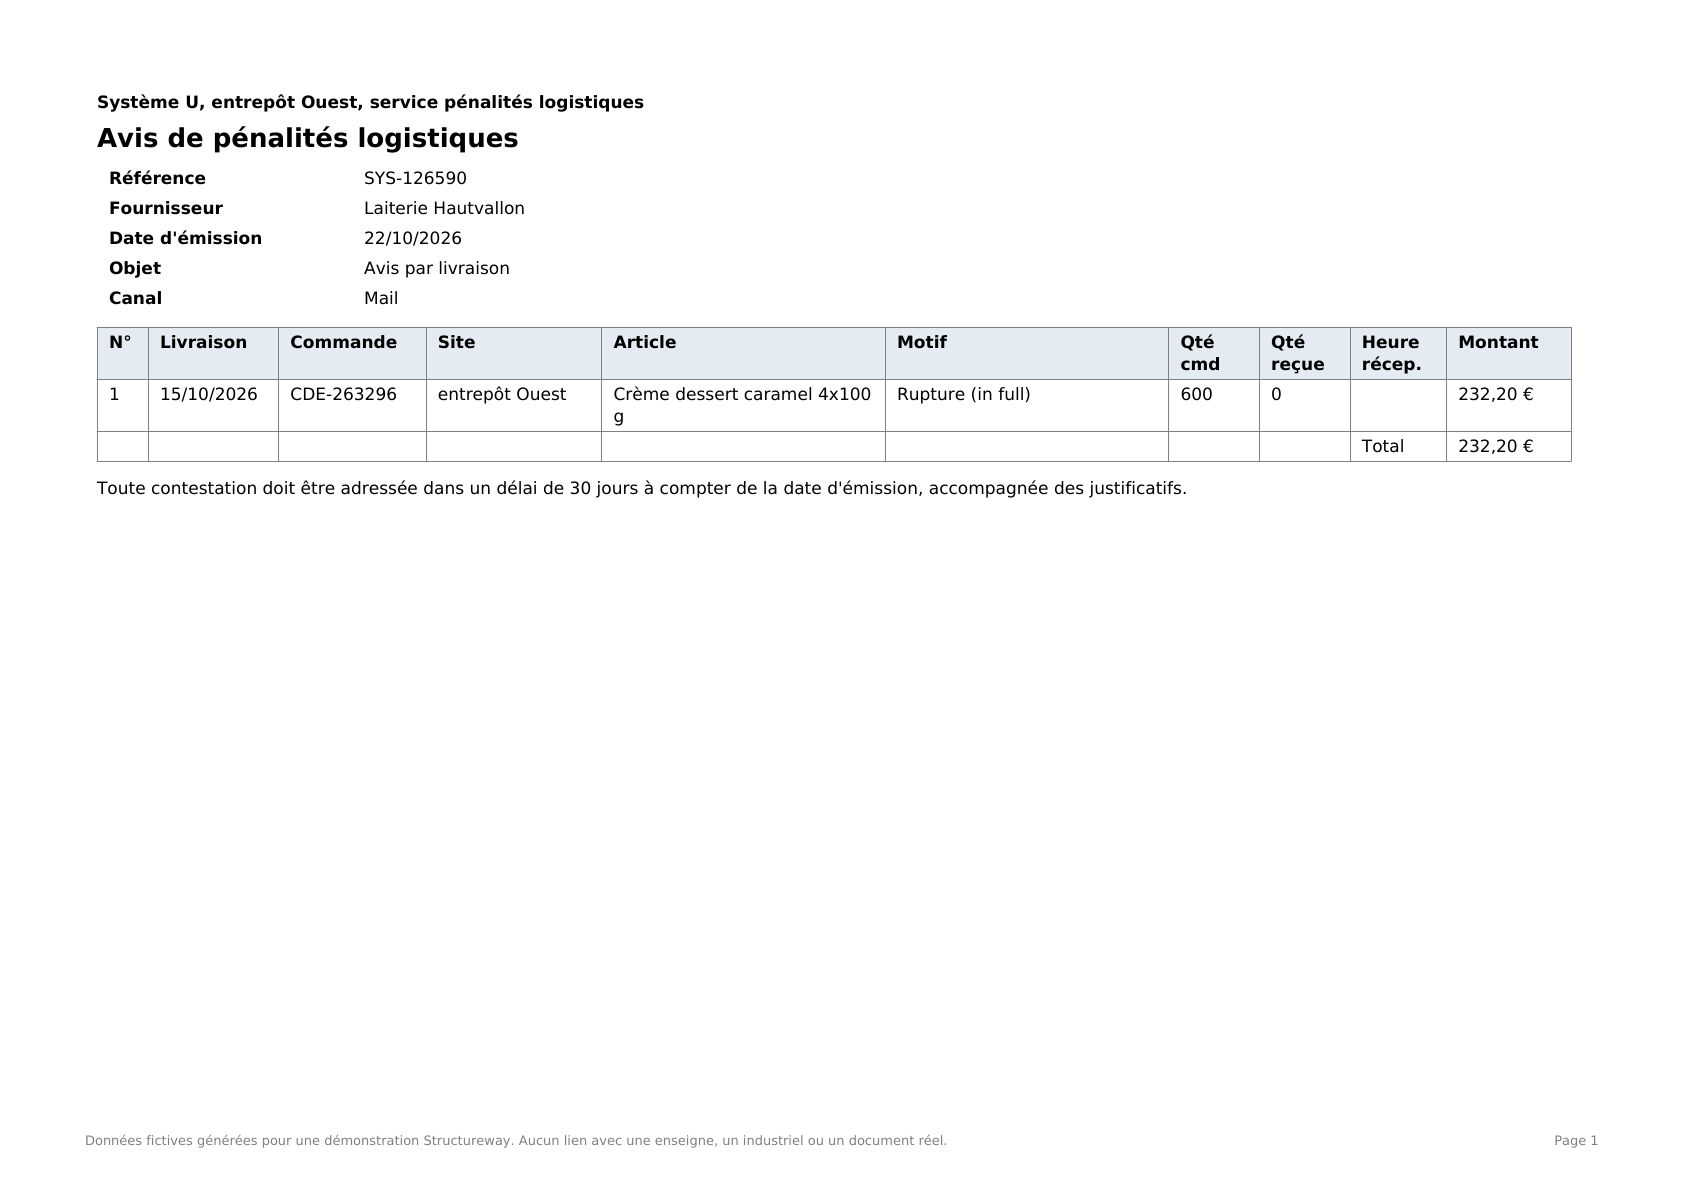 Système U, entrepôt Ouest, service pénalités logistiques
Avis de pénalités logistiques
Référence SYS-126590
Fournisseur Laiterie Hautvallon
Date d'émission 22/10/2026
Objet Avis par livraison
Canal Mail
N° Livraison Commande Site Article Motif Qté cmd Qté reçue Heure récep. Montant
1 15/10/2026 CDE-263296 entrepôt Ouest Crème dessert caramel 4x100 g Rupture (in full) 600 0 232,20 €
Total 232,20 €
Toute contestation doit être adressée dans un délai de 30 jours à compter de la date d'émission, accompagnée des justificatifs.
Données fictives générées pour une démonstration Structureway. Aucun lien avec une enseigne, un industriel ou un document réel. Page 1